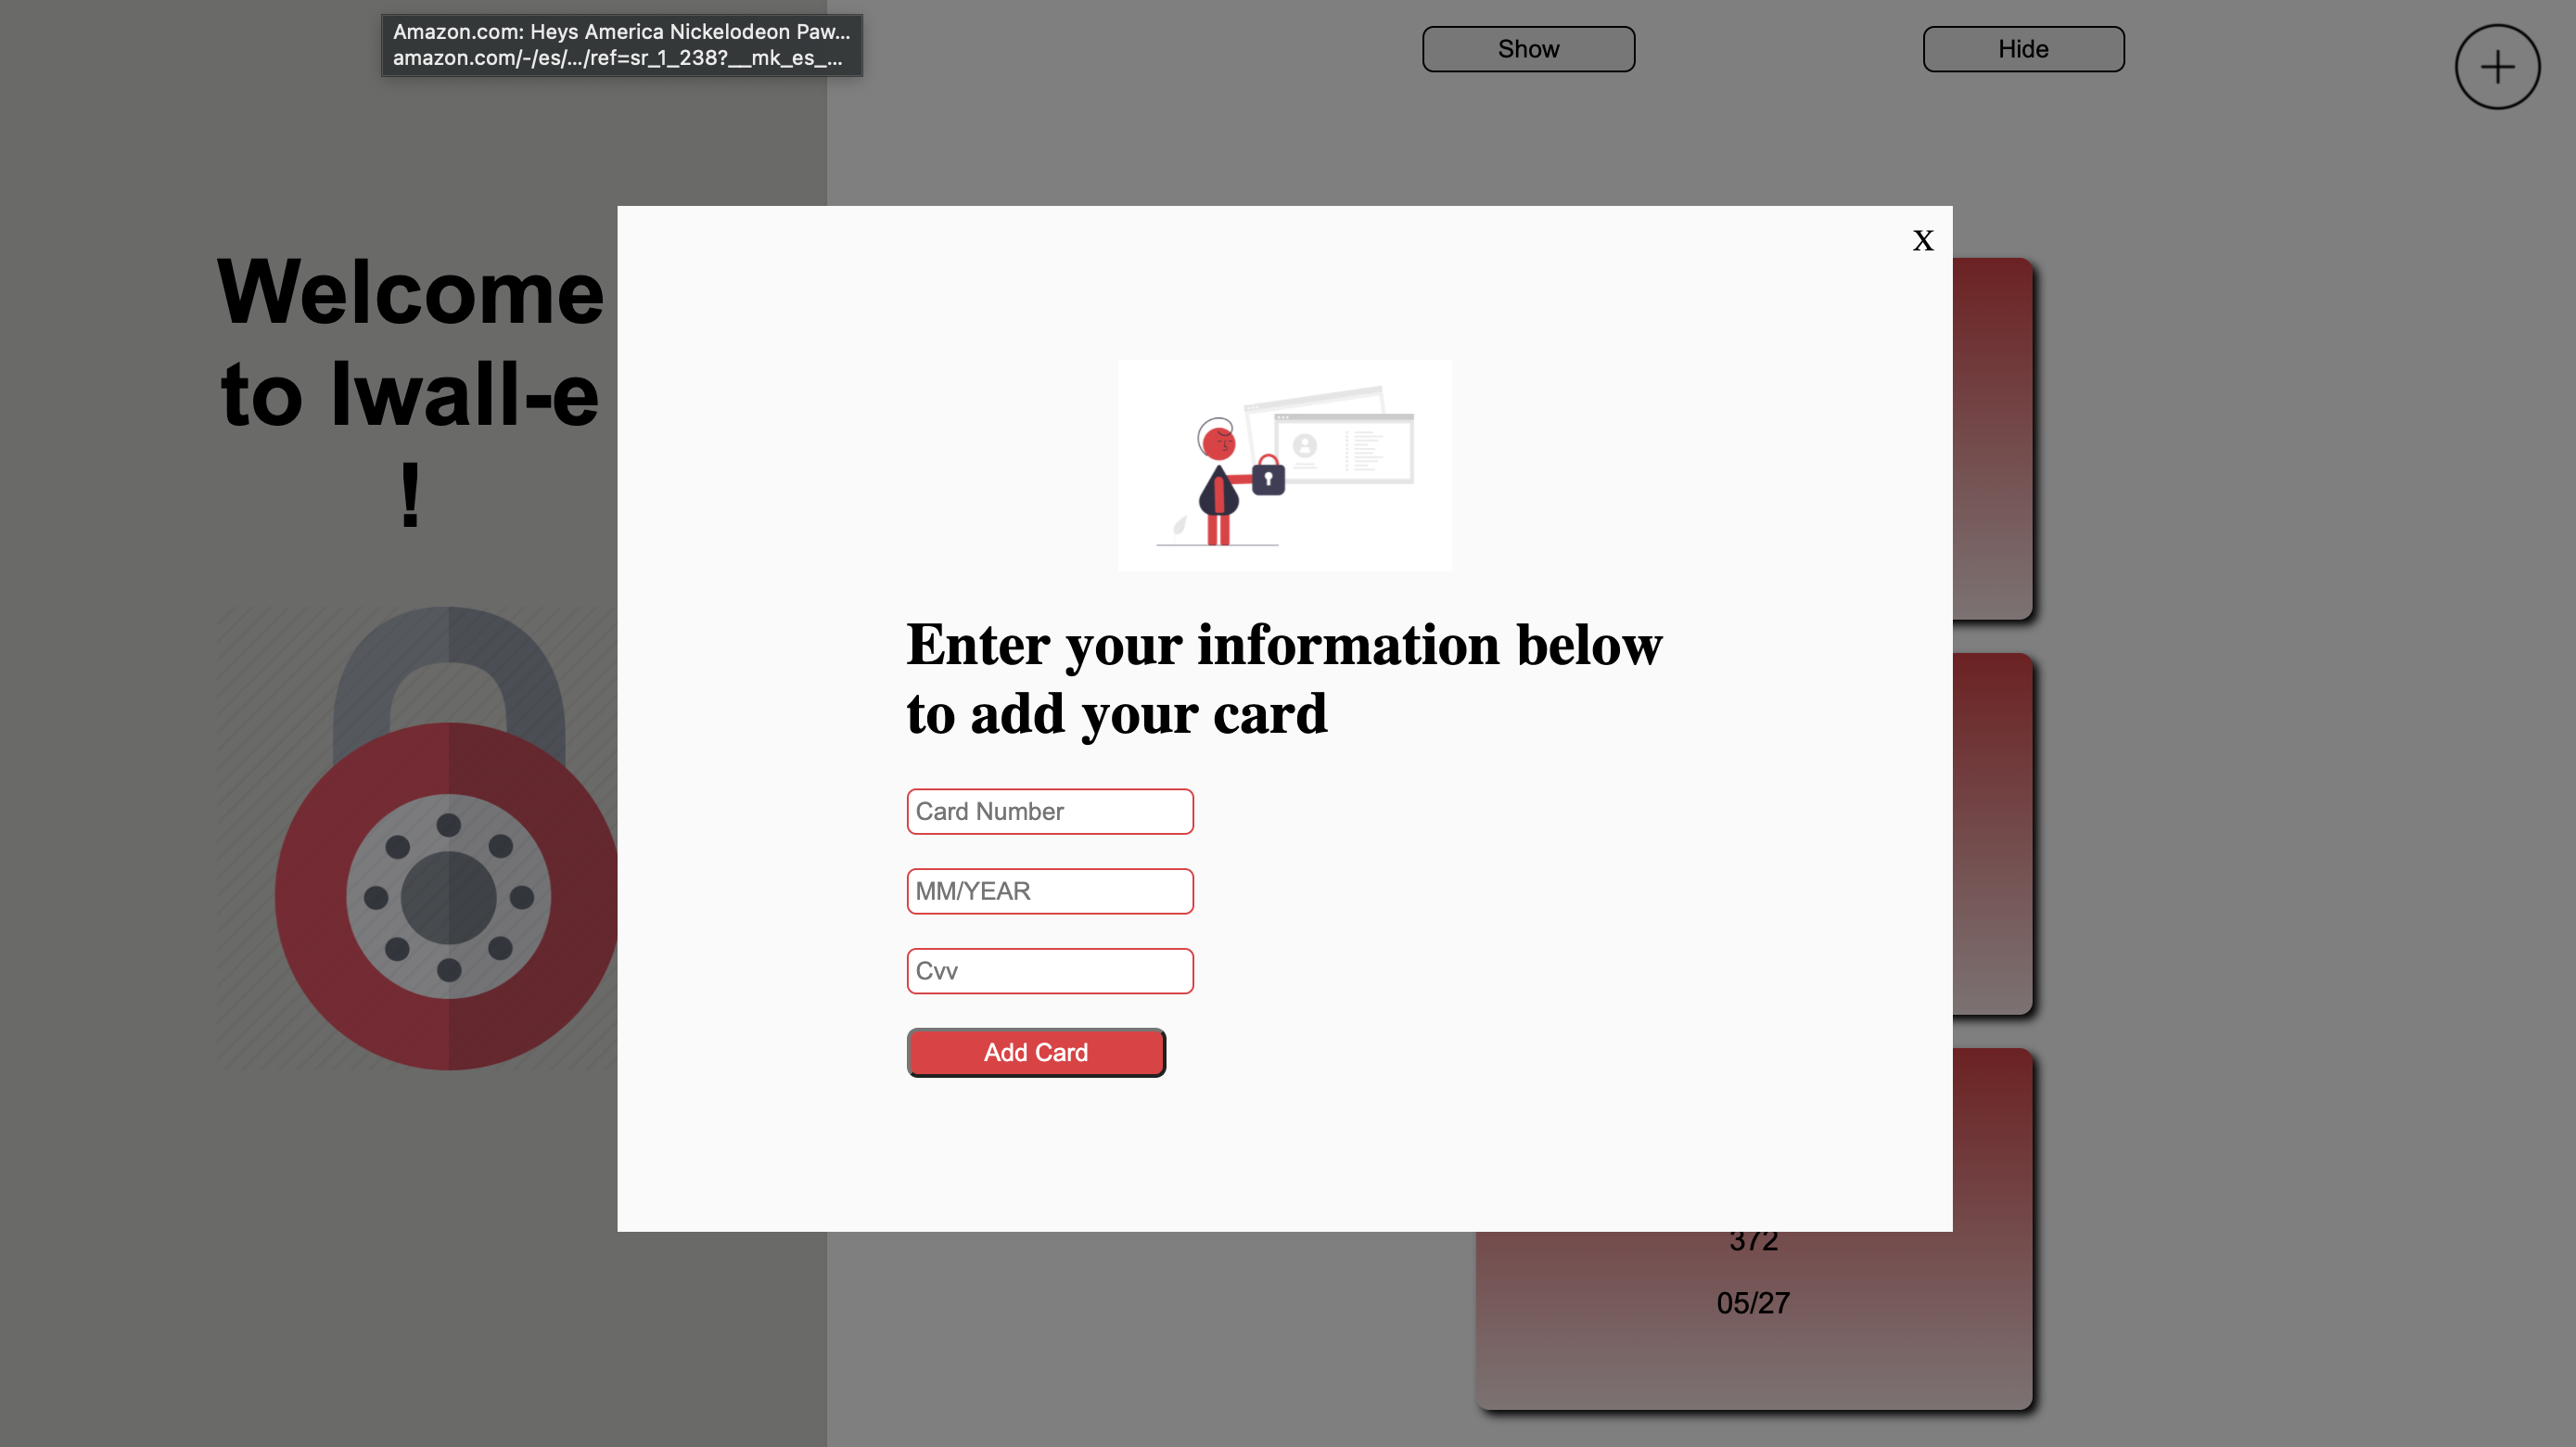 Amazon.com: Heys America Nickelodeon Paw...
amazon.com/-/es/.../ref=sr_1_238?__mk_es_...
Show
Hide
Welcome
to Iwall-e
!
X
Enter your information below
to add your card
Card Number
MM/YEAR
Cvv
Add Card
372
05/27